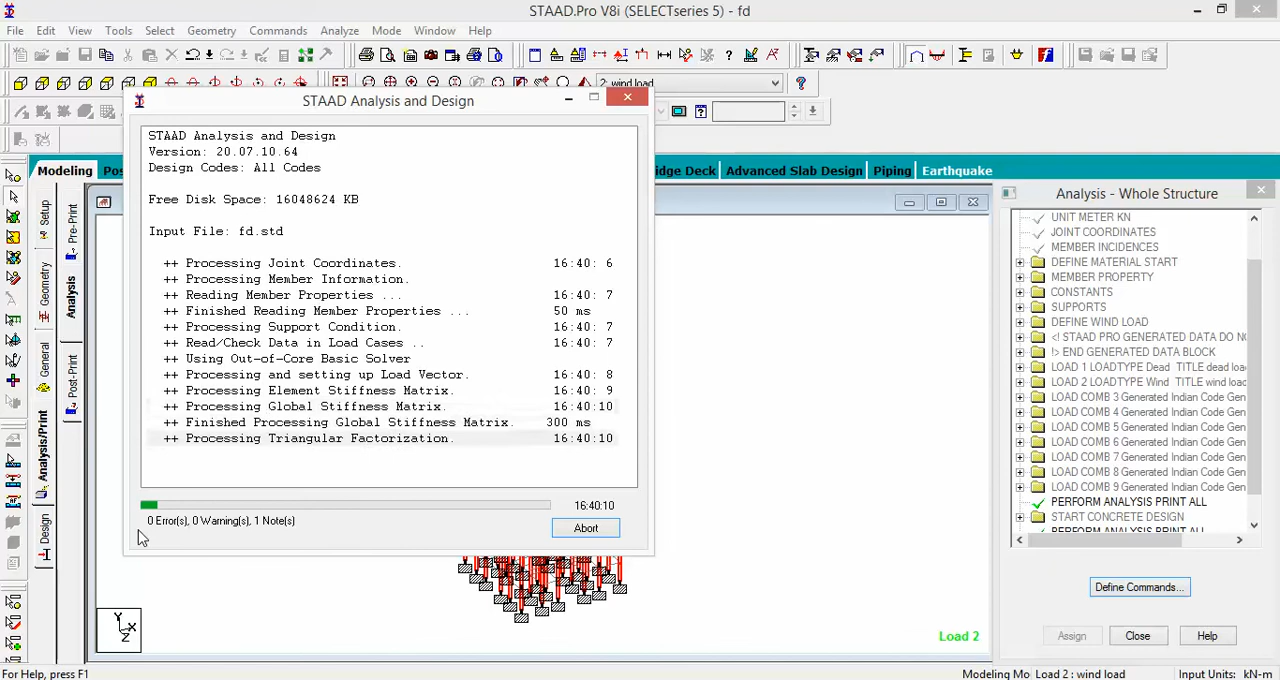 STAAD.Pro V8i (SELECTseries 5) - fd
File Edit View Tools Select Geometry Commands Analyze Mode Window Help
2: wind load
STAAD Analysis and Design
STAAD Analysis and Design
Version: 20.07.10.64
Design Codes: All Codes
Free Disk Space: 16048624 KB
Input File: fd.std
++ Processing Joint Coordinates. 16:40: 6
++ Processing Member Information.
++ Reading Member Properties ... 16:40: 7
++ Finished Reading Member Properties ... 50 ms
++ Processing Support Condition. 16:40: 7
++ Read/Check Data in Load Cases .. 16:40: 7
++ Using Out-of-Core Basic Solver
++ Processing and setting up Load Vector. 16:40: 8
++ Processing Element Stiffness Matrix. 16:40: 9
++ Processing Global Stiffness Matrix. 16:40:10
++ Finished Processing Global Stiffness Matrix. 300 ms
++ Processing Triangular Factorization. 16:40:10
16:40:10
0 Error(s), 0 Warning(s), 1 Note(s)
Abort
Modeling Pos
idge Deck Advanced Slab Design Piping Earthquake
Setup
Geometry
General
Analysis/Print
Design
Pre-Print
Analysis
Post-Print
Analysis - Whole Structure
UNIT METER KN
JOINT COORDINATES
MEMBER INCIDENCES
DEFINE MATERIAL START
MEMBER PROPERTY
CONSTANTS
SUPPORTS
DEFINE WIND LOAD
<! STAAD PRO GENERATED DATA DO NO
!> END GENERATED DATA BLOCK
LOAD 1 LOADTYPE Dead TITLE dead loa
LOAD 2 LOADTYPE Wind TITLE wind loa
LOAD COMB 3 Generated Indian Code Gen
LOAD COMB 4 Generated Indian Code Gen
LOAD COMB 5 Generated Indian Code Gen
LOAD COMB 6 Generated Indian Code Gen
LOAD COMB 7 Generated Indian Code Gen
LOAD COMB 8 Generated Indian Code Gen
LOAD COMB 9 Generated Indian Code Gen
PERFORM ANALYSIS PRINT ALL
START CONCRETE DESIGN
PERFORM ANALYSIS PRINT ALL
Define Commands...
Assign Close Help
Y
X
Z
Load 2
For Help, press F1
Modeling Mo Load 2 : wind load Input Units: kN-m